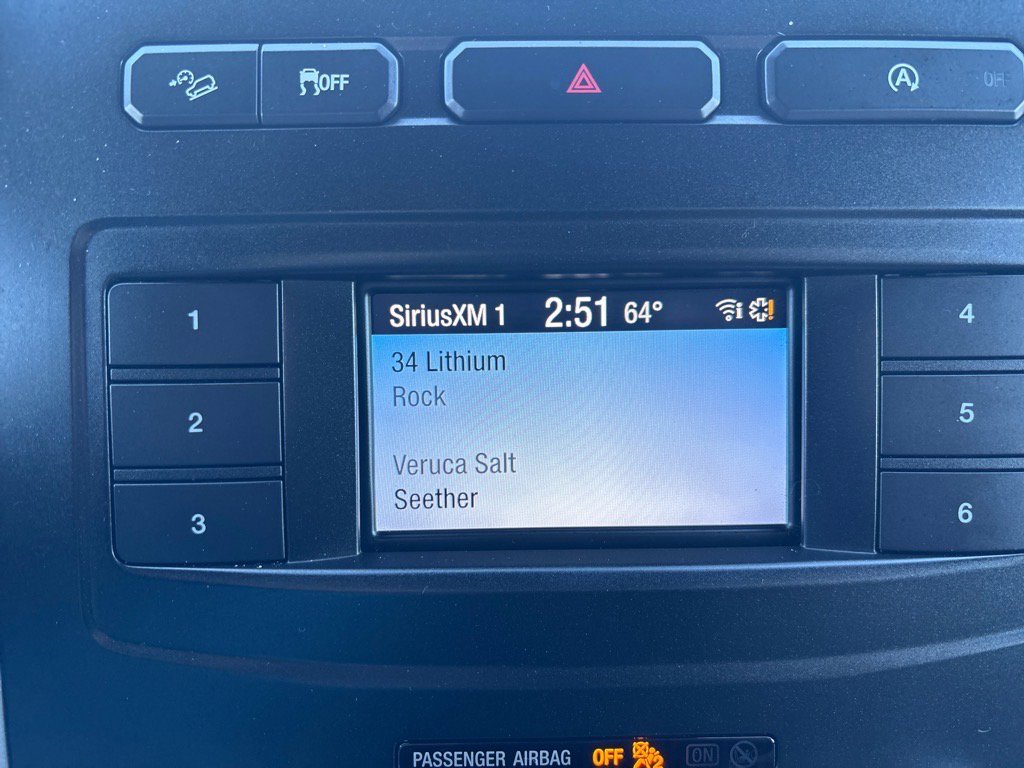 OFF
A OFF
SiriusXM 1 2:51 64° i !
34 Lithium
Rock
Veruca Salt
Seether
1
2
3
4
5
6
PASSENGER AIRBAG OFF ON